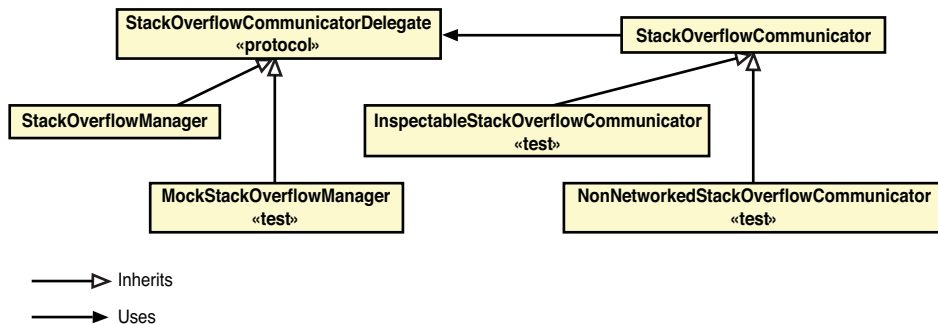 StackOverflowCommunicatorDelegate
«protocol»
StackOverflowCommunicator
StackOverflowManager
InspectableStackOverflowCommunicator
«test»
MockStackOverflowManager
«test»
NonNetworkedStackOverflowCommunicator
«test»
Inherits
Uses